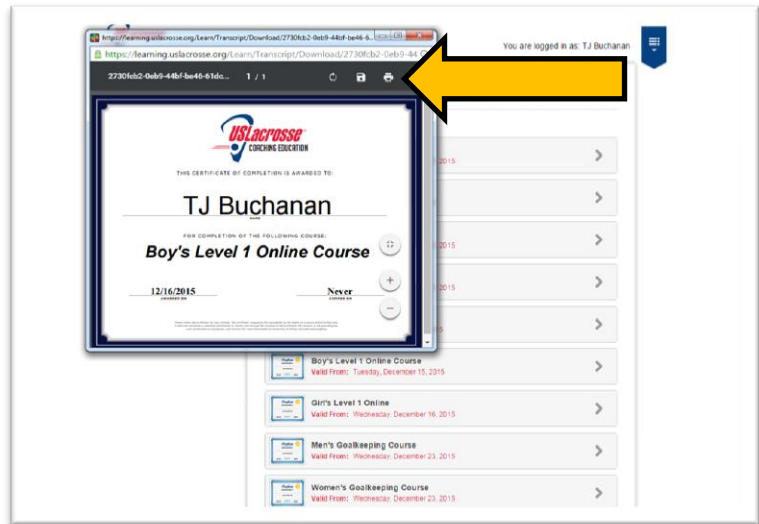 https://learning.uslacrosse.org/Learn/Transcript/Download/2730fcb2-0eb9-44bf-be46-6...
https://learning.uslacrosse.org/Learn/Transcript/Download/2730fcb2-0eb9-44
You are logged in as: TJ Buchanan
2730fcb2-0eb9-44bf-be46-61dc... 1 / 1
USLacrosse
COACHING EDUCATION
THIS CERTIFICATE OF COMPLETION IS AWARDED TO:
TJ Buchanan
FOR COMPLETION OF THE FOLLOWING COURSE:
Boy's Level 1 Online Course
12/16/2015 Never
AWARDED ON EXPIRES ON
2015
2015
2015
Boy's Level 1 Online Course
Valid From: Tuesday, December 15, 2015
Girl's Level 1 Online
Valid From: Wednesday, December 16, 2015
Men's Goalkeeping Course
Valid From: Wednesday, December 23, 2015
Women's Goalkeeping Course
Valid From: Wednesday, December 23, 2015